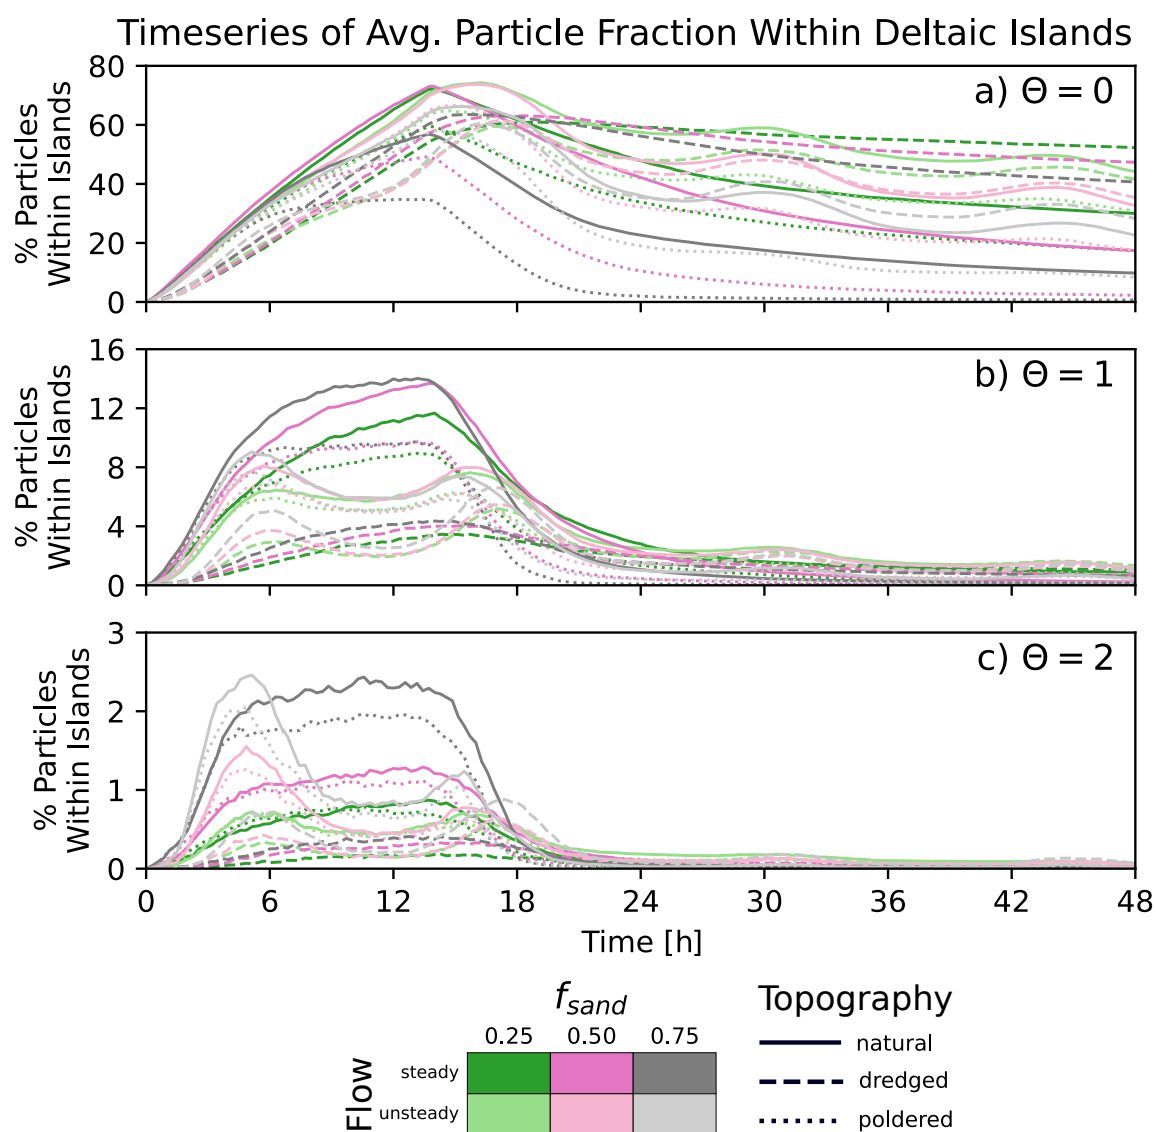 Timeseries of Avg. Particle Fraction Within Deltaic Islands
% Particles
Within Islands
80
60
40
20
0
a) Θ = 0
% Particles
Within Islands
16
12
8
4
0
b) Θ = 1
% Particles
Within Islands
3
2
1
0
c) Θ = 2
0 6 12 18 24 30 36 42 48
Time [h]
f_sand
0.25 0.50 0.75
Flow
steady
unsteady
Topography
natural
dredged
poldered